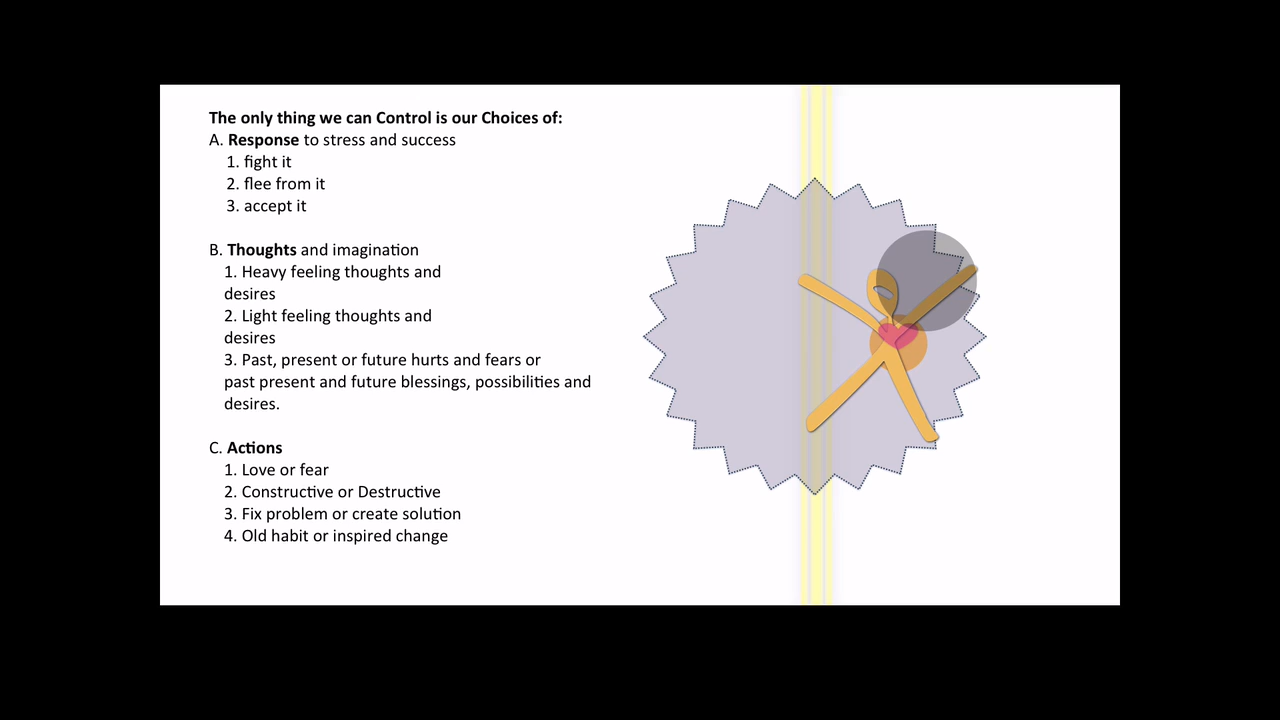 The only thing we can Control is our Choices of:
A. Response to stress and success
1. fight it
2. flee from it
3. accept it
B. Thoughts and imagination
1. Heavy feeling thoughts and
desires
2. Light feeling thoughts and
desires
3. Past, present or future hurts and fears or
past present and future blessings, possibilities and
desires.
C. Actions
1. Love or fear
2. Constructive or Destructive
3. Fix problem or create solution
4. Old habit or inspired change